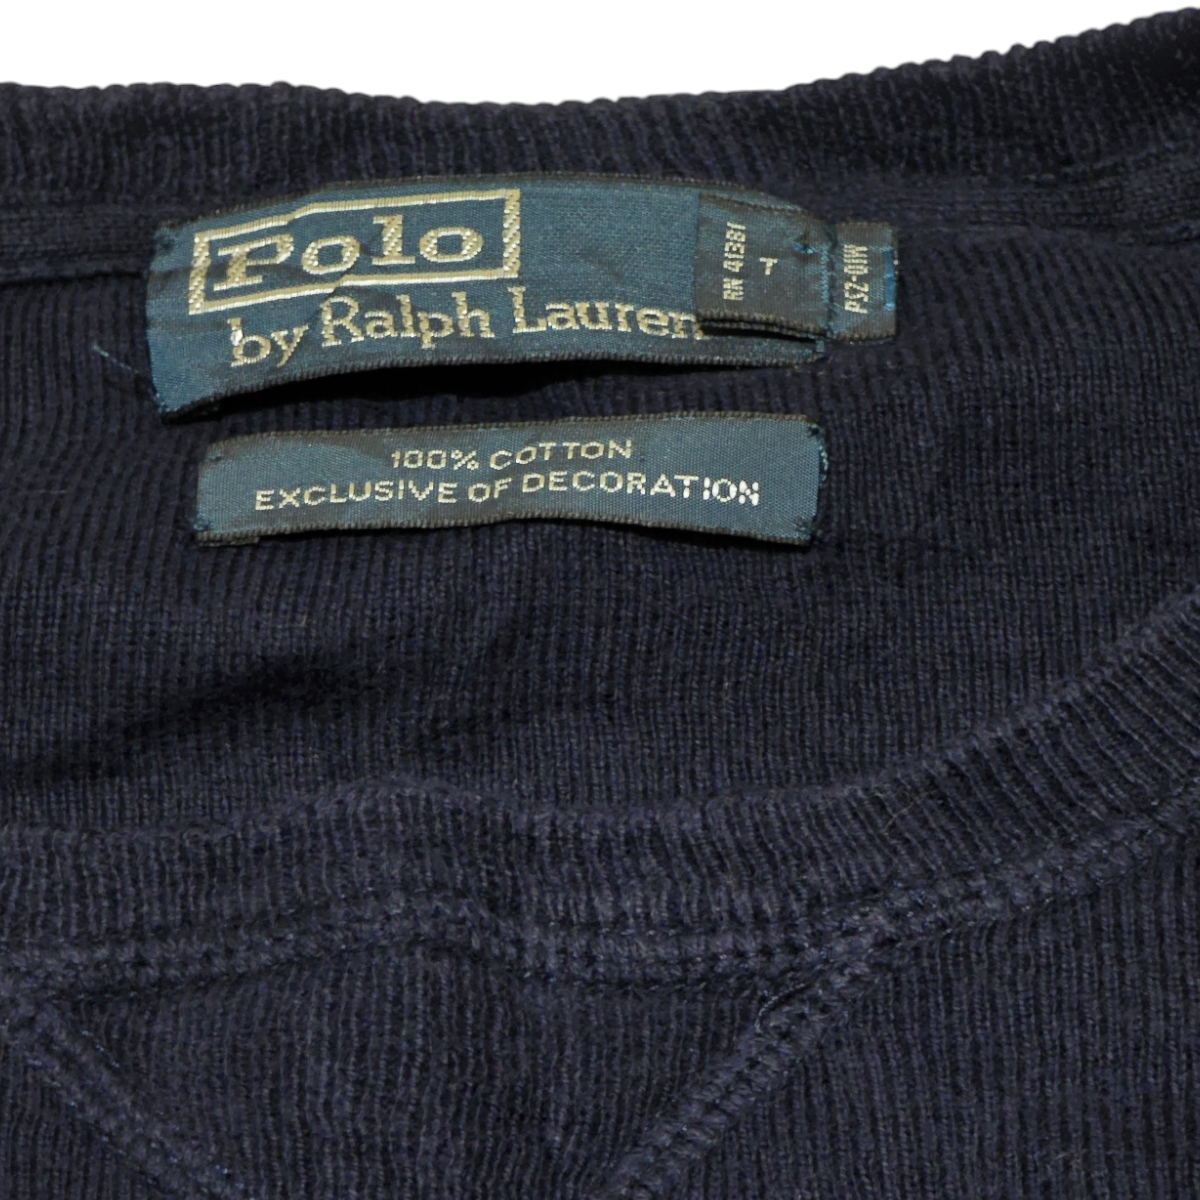 Polo
by Ralph Lauren
RN 41381
T
100% COTTON
EXCLUSIVE OF DECORATION